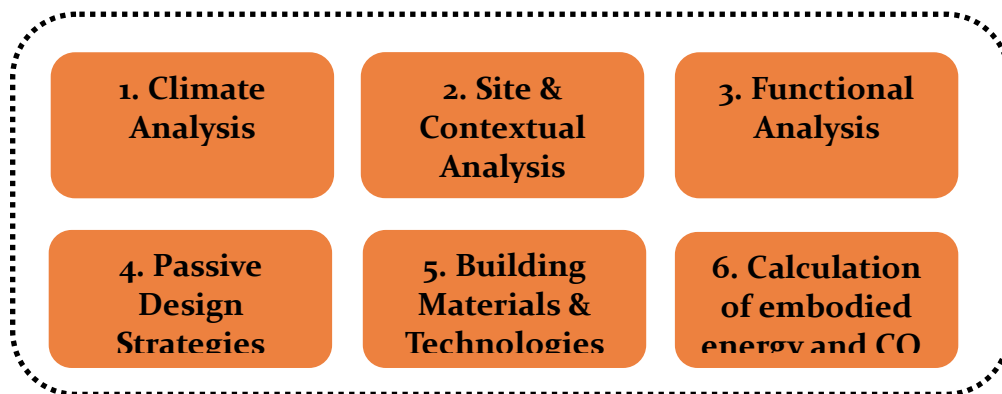 1. Climate
Analysis
2. Site &
Contextual
Analysis
3. Functional
Analysis
4. Passive
Design
Strategies
5. Building
Materials &
Technologies
6. Calculation
of embodied
energy and CO